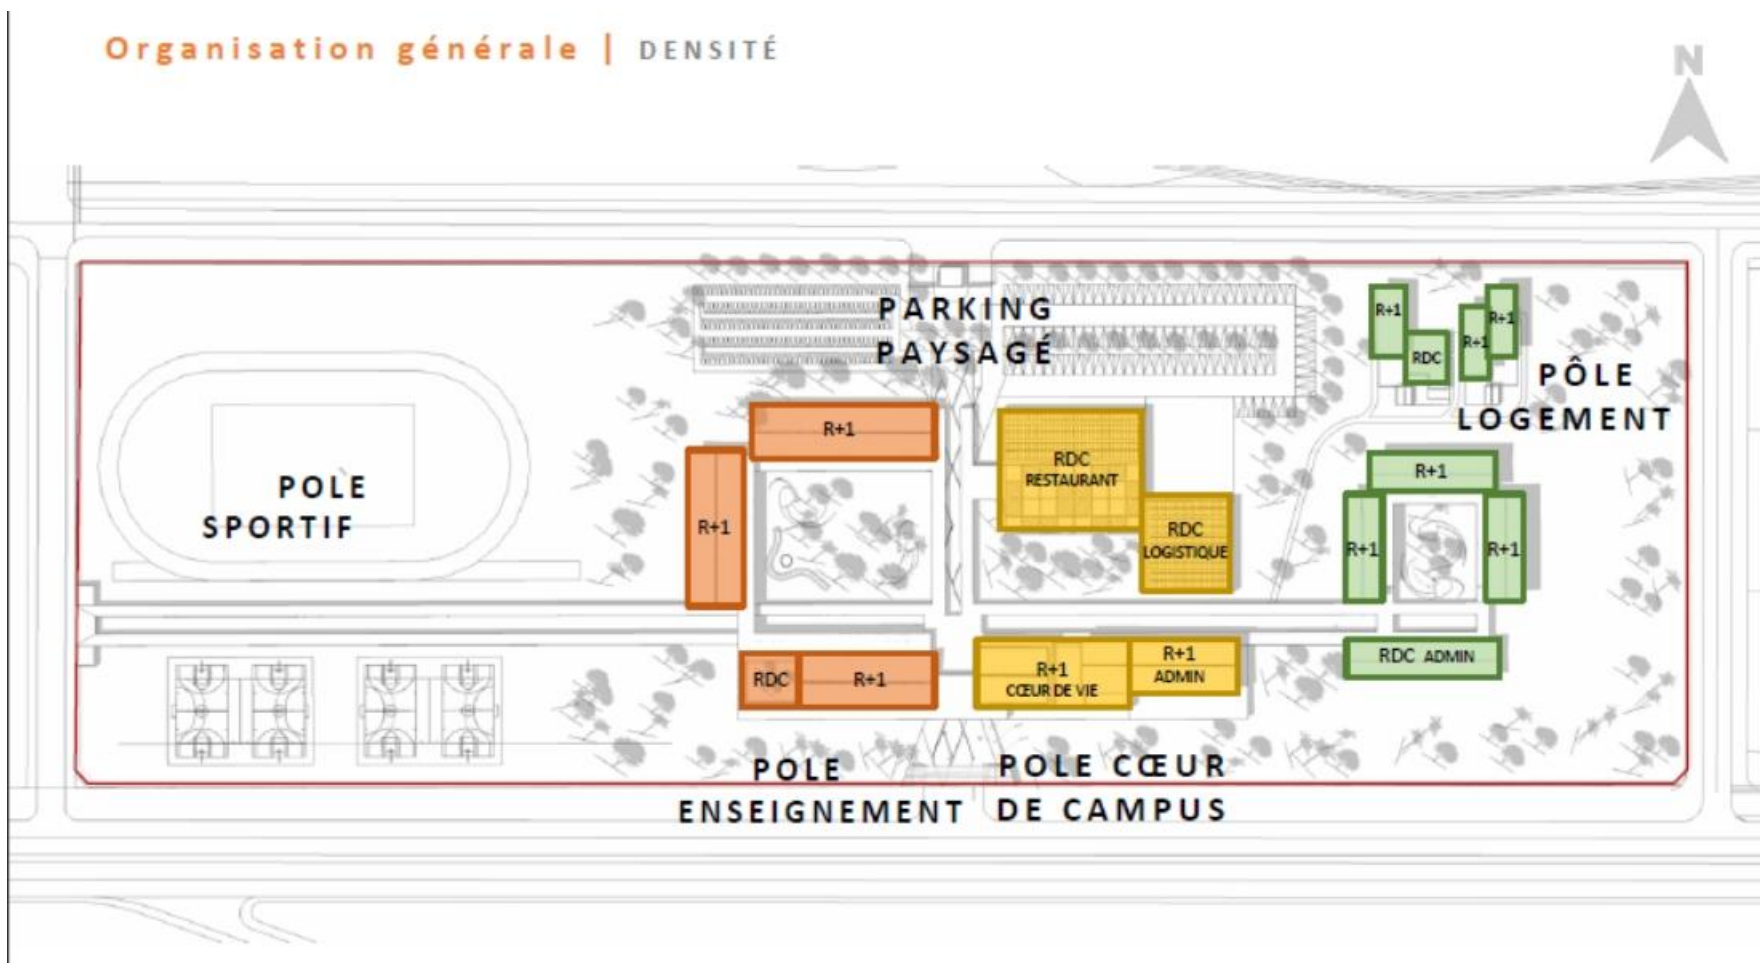 Organisation générale | DENSITÉ
N
PARKING
PAYSAGÉ
R+1
RDC
R+1
R+1
PÔLE
LOGEMENT
R+1
R+1
RDC
RESTAURANT
RDC
LOGISTIQUE
R+1
R+1
R+1
POLE
SPORTIF
RDC
R+1
R+1
CŒUR DE VIE
R+1
ADMIN
RDC ADMIN
POLE
ENSEIGNEMENT
POLE CŒUR
DE CAMPUS